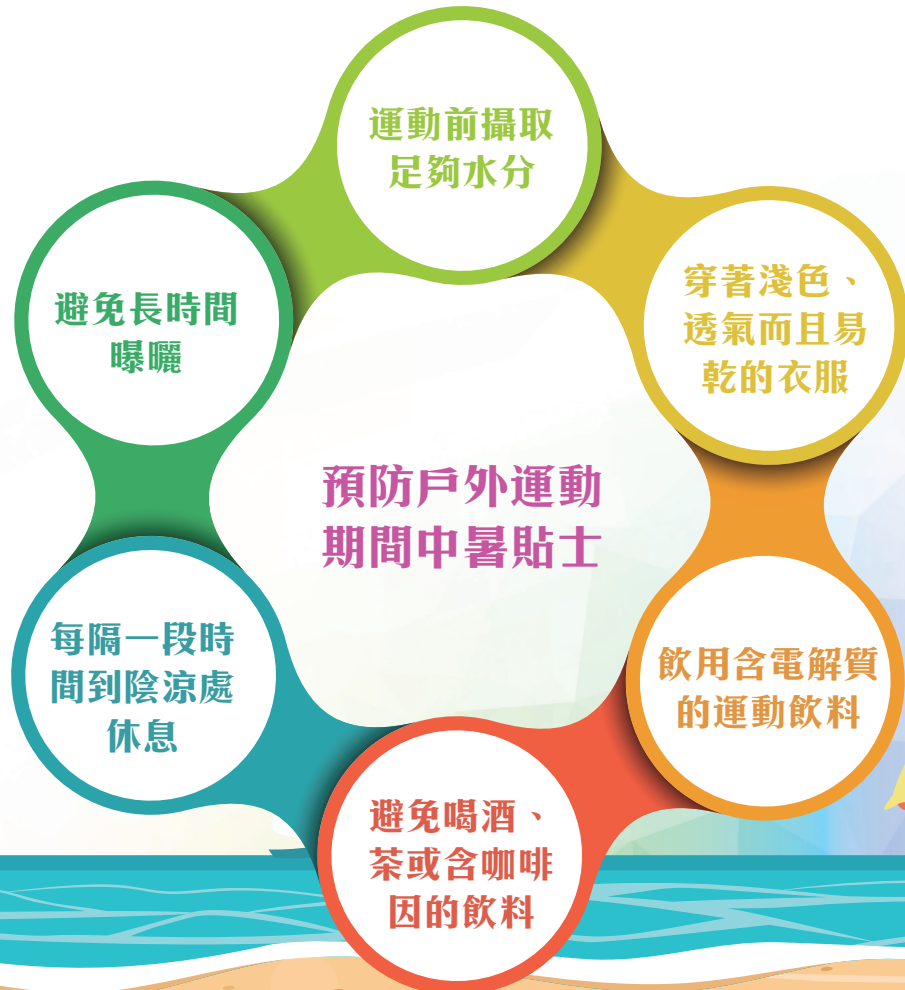 預防戶外運動
期間中暑貼士
運動前攝取
足夠水分
穿著淺色、
透氣而且易
乾的衣服
飲用含電解質
的運動飲料
避免喝酒、
茶或含咖啡
因的飲料
每隔一段時
間到陰涼處
休息
避免長時間
曝曬